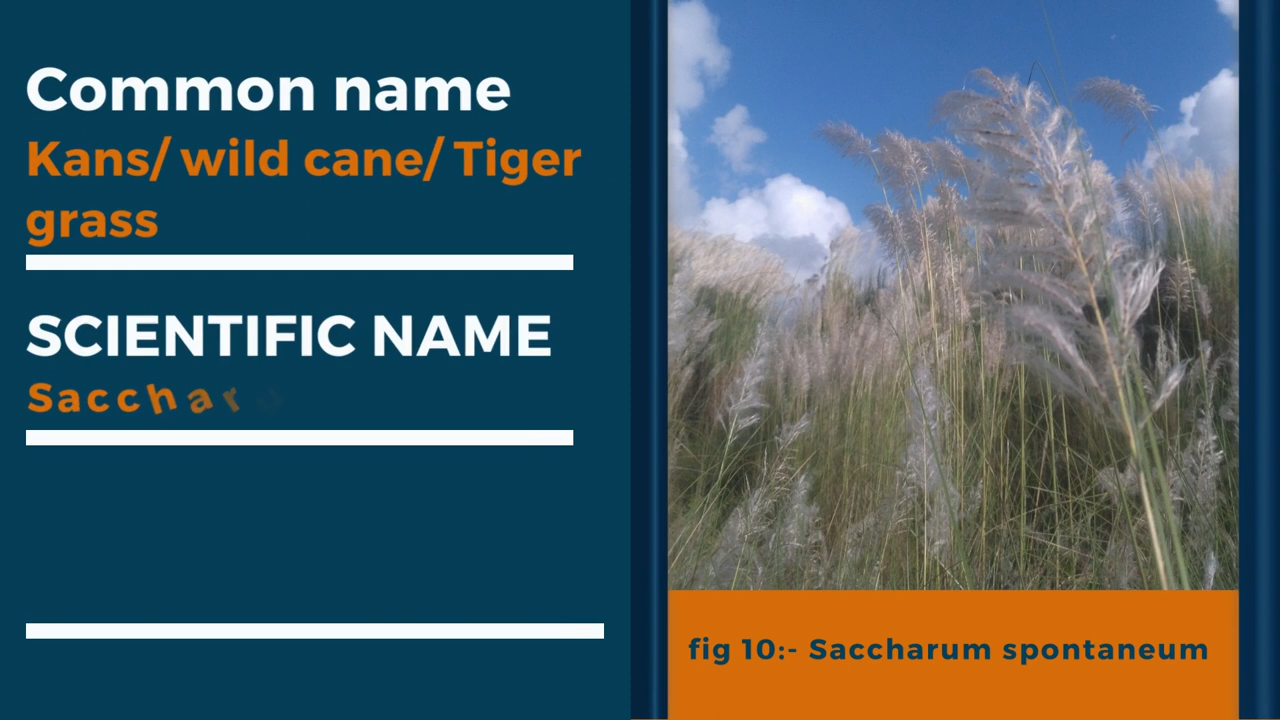 Common name
Kans/ wild cane/ Tiger
grass
SCIENTIFIC NAME
Sacchar
fig 10:- Saccharum spontaneum